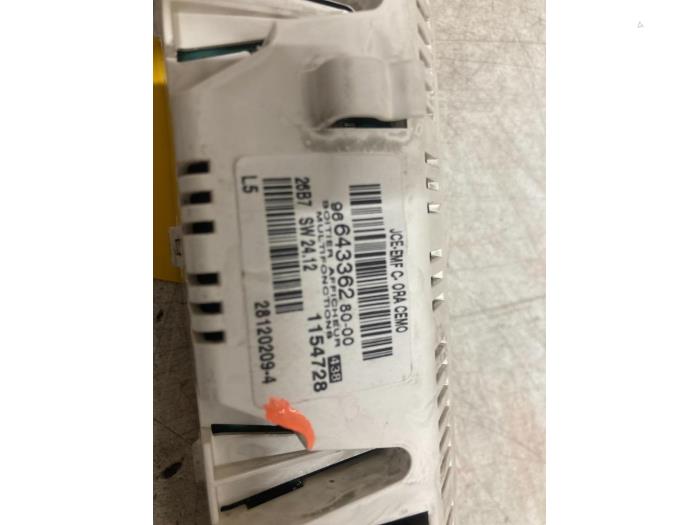 JCE-EMF C- ORA CEMO
96 643362 80-00
BOITIER AFFICHEUR 438
MULTIFONCTIONS 1154728
26B7 SW 24.12
L5 28120209-4